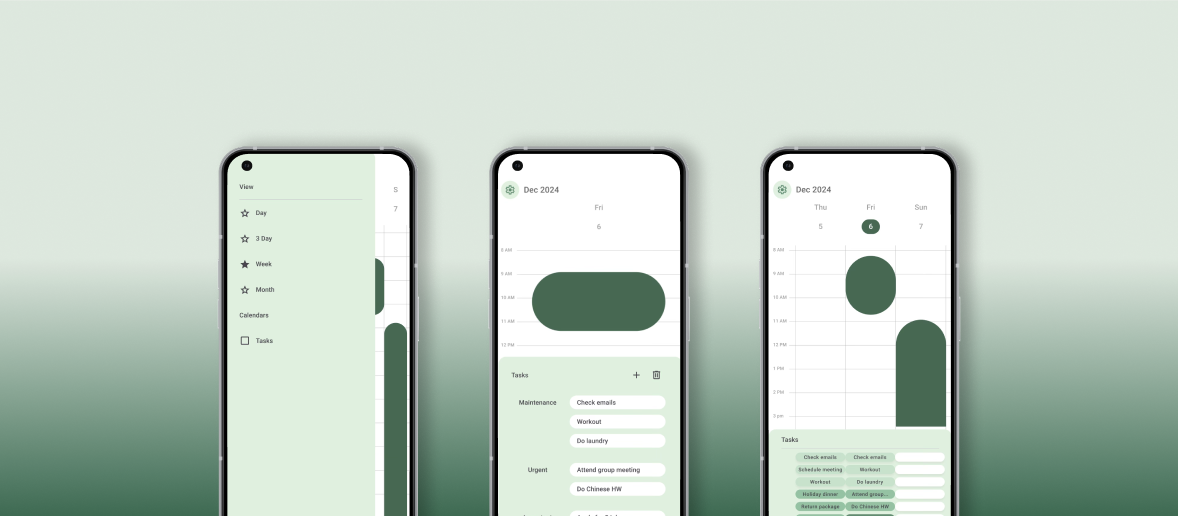 View
Day
3 Day
Week
Month
Calendars
Tasks
5
7
Dec 2024
Fri
6
8 AM
9 AM
10 AM
11 AM
12 PM
Tasks
Maintenance
Check emails
Workout
Do laundry
Urgent
Attend group meeting
Do Chinese HW
Dec 2024
Thu Fri Sun
5 6 7
8 AM
9 AM
10 AM
11 AM
12 PM
1 PM
2 PM
3 pm
Tasks
Check emails Check emails
Schedule meeting Workout
Workout Do laundry
Holiday dinner Attend group...
Return package Do Chinese HW